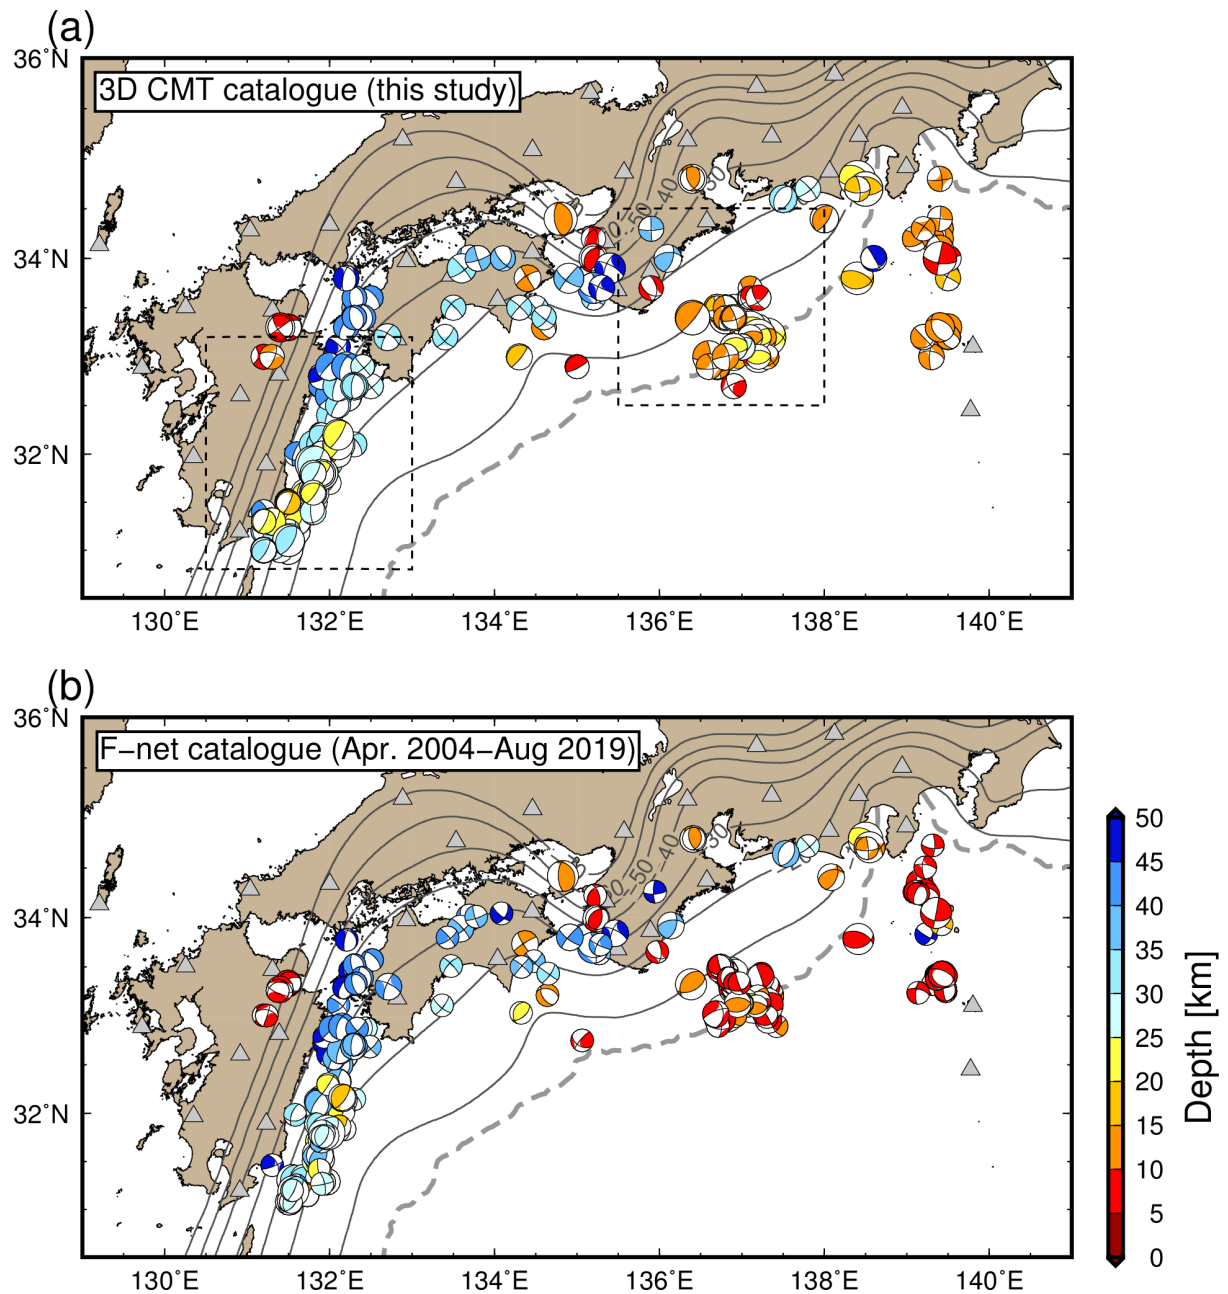 (a)
36˚N
3D CMT catalogue (this study)
50
40
30
34˚N
32˚N
130˚E 132˚E 134˚E 136˚E 138˚E 140˚E
(b)
36˚N
F−net catalogue (Apr. 2004−Aug 2019)
50
40
30
34˚N
32˚N
130˚E 132˚E 134˚E 136˚E 138˚E 140˚E
50
45
40
35
30
25
20
15
10
5
0
Depth [km]